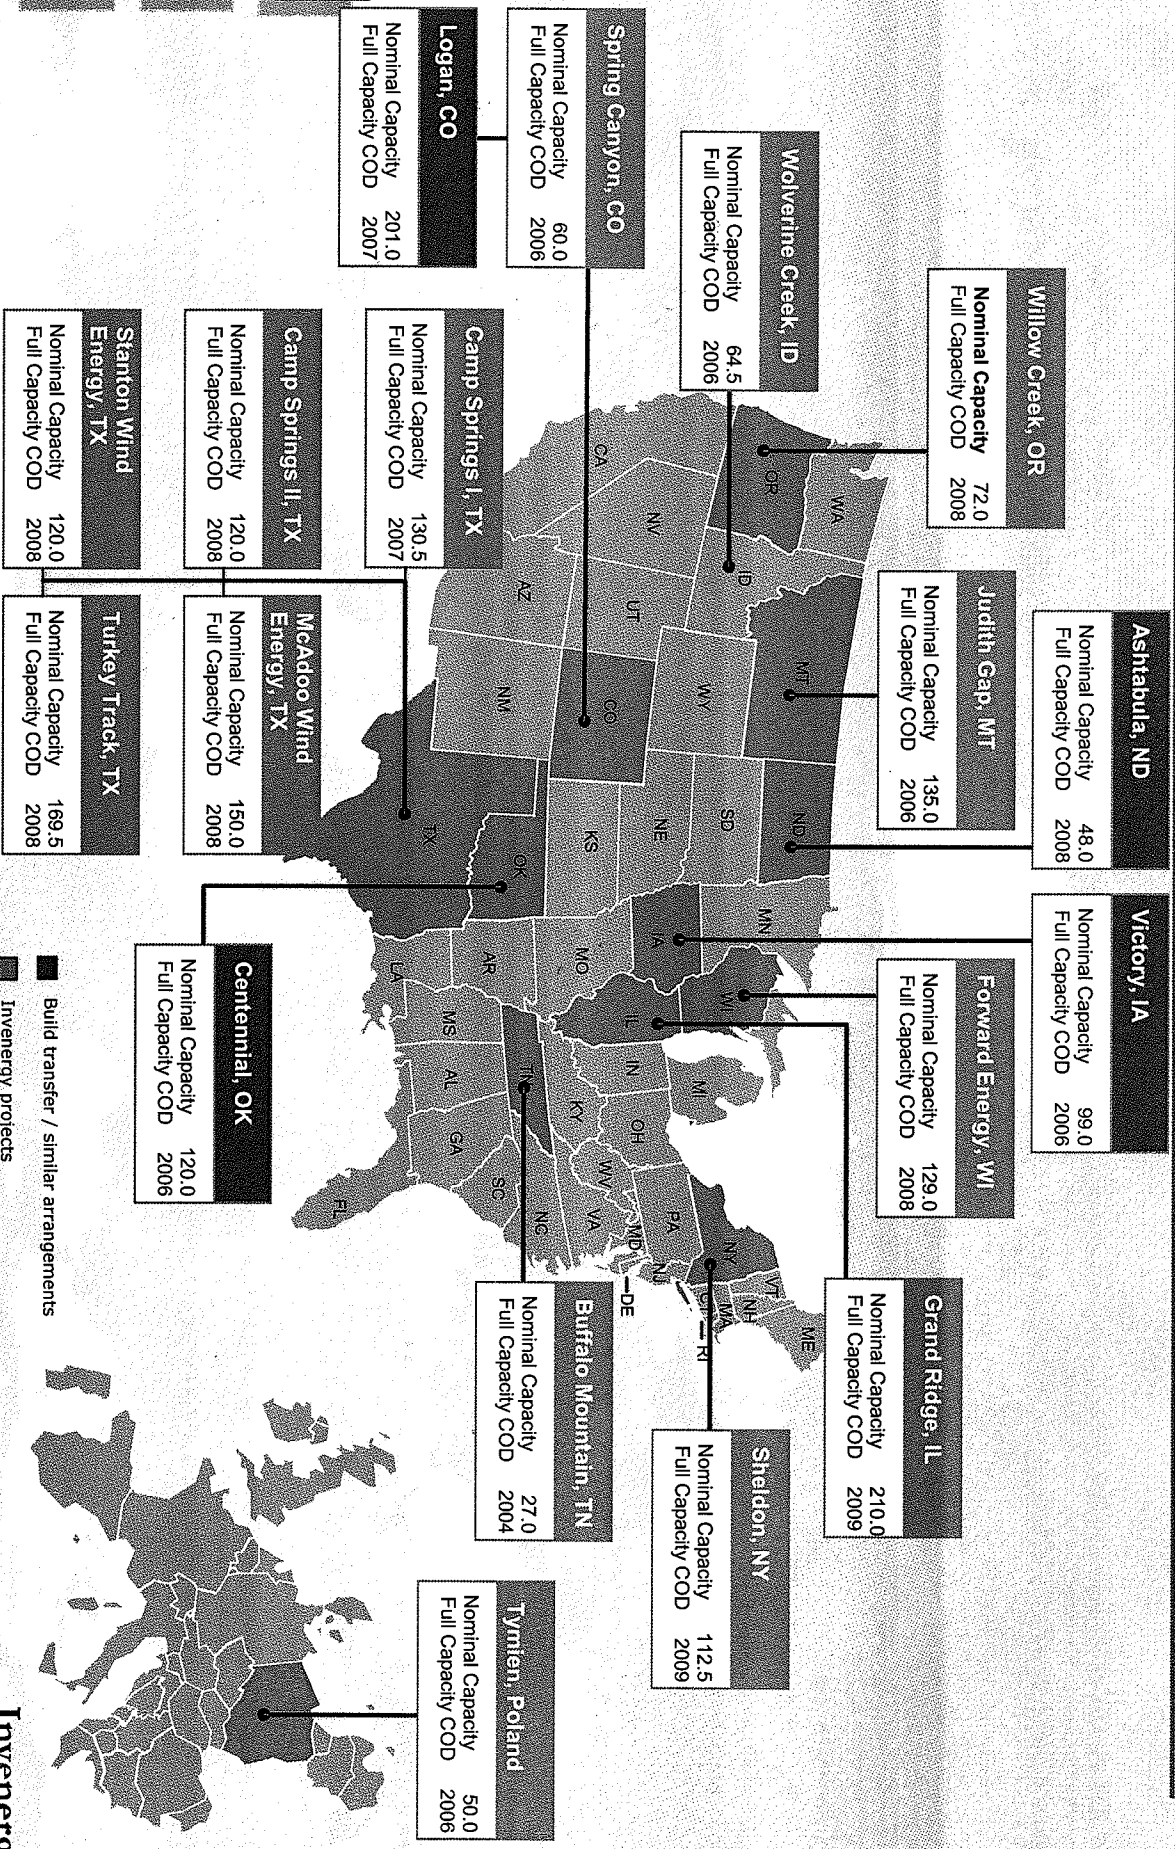 Ashtabula, ND
Nominal Capacity 48.0
Full Capacity COD 2008
Victory, IA
Nominal Capacity 99.0
Full Capacity COD 2006
Willow Creek, OR
Nominal Capacity 72.0
Full Capacity COD 2008
Judith Gap, MT
Nominal Capacity 135.0
Full Capacity COD 2006
Forward Energy, WI
Nominal Capacity 129.0
Full Capacity COD 2008
Grand Ridge, IL
Nominal Capacity 210.0
Full Capacity COD 2009
Wolverine Creek, ID
Nominal Capacity 64.5
Full Capacity COD 2006
Sheldon, NY
Nominal Capacity 112.5
Full Capacity COD 2009
Spring Canyon, CO
Nominal Capacity 60.0
Full Capacity COD 2006
Logan, CO
Nominal Capacity 201.0
Full Capacity COD 2007
Buffalo Mountain, TN
Nominal Capacity 27.0
Full Capacity COD 2004
Tymien, Poland
Nominal Capacity 50.0
Full Capacity COD 2006
Camp Springs I, TX
Nominal Capacity 130.5
Full Capacity COD 2007
Camp Springs II, TX
Nominal Capacity 120.0
Full Capacity COD 2008
McAdoo Wind
Energy, TX
Nominal Capacity 150.0
Full Capacity COD 2008
Stanton Wind
Energy, TX
Nominal Capacity 120.0
Full Capacity COD 2008
Turkey Track, TX
Nominal Capacity 169.5
Full Capacity COD 2008
Centennial, OK
Nominal Capacity 120.0
Full Capacity COD 2006
WA
OR
CA
NV
ID
MT
UT
AZ
WY
CO
NM
ND
SD
NE
KS
OK
TX
MN
IA
MO
AR
LA
WI
IL
MS
MI
IN
KY
TN
AL
OH
WV
GA
PA
VA
NC
SC
FL
NY
MD
NJ
DE
VT
NH
MA
CT
RI
ME
Build transfer / similar arrangements
Invenergy projects